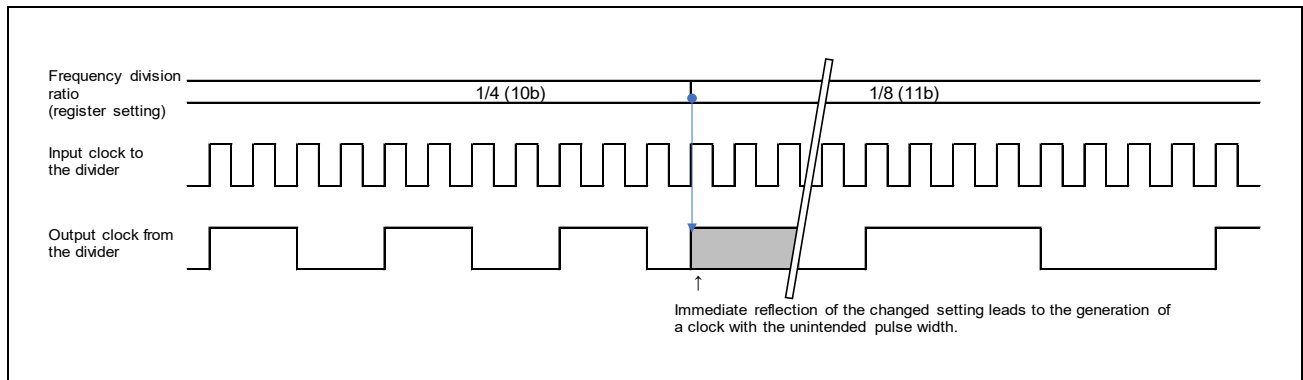 Frequency division
ratio
(register setting)
1/4 (10b)
1/8 (11b)
Input clock to
the divider
Output clock from
the divider
↑
Immediate reflection of the changed setting leads to the generation of
a clock with the unintended pulse width.